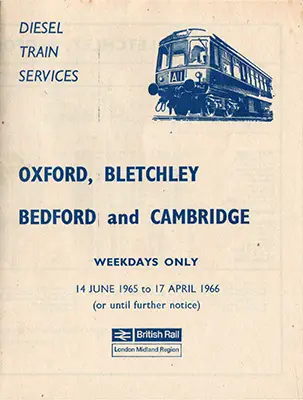 DIESEL
TRAIN
SERVICES
A1
OXFORD, BLETCHLEY
BEDFORD and CAMBRIDGE
WEEKDAYS ONLY
14 JUNE 1965 to 17 APRIL 1966
(or until further notice)
British Rail
London Midland Region